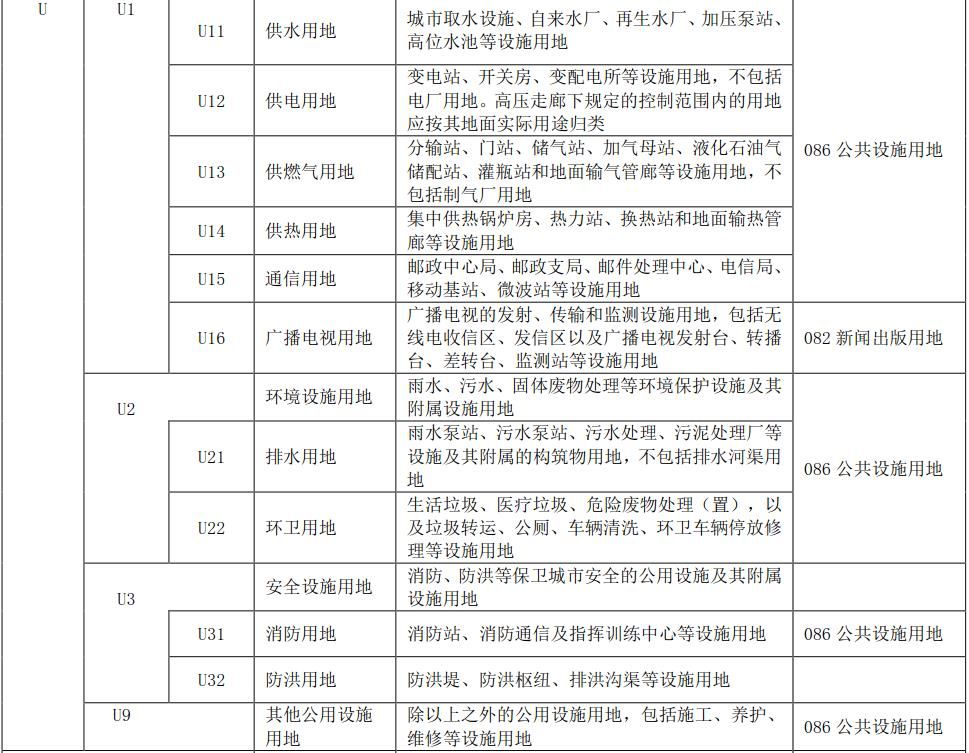 U
U1
U11
供水用地
城市取水设施、自来水厂、再生水厂、加压泵站、
高位水池等设施用地
U12
供电用地
变电站、开关房、变配电所等设施用地，不包括
电厂用地。高压走廊下规定的控制范围内的用地
应按其地面实际用途归类
086 公共设施用地
U13
供燃气用地
分输站、门站、储气站、加气母站、液化石油气
储配站、灌瓶站和地面输气管廊等设施用地，不
包括制气厂用地
U14
供热用地
集中供热锅炉房、热力站、换热站和地面输热管
廊等设施用地
U15
通信用地
邮政中心局、邮政支局、邮件处理中心、电信局、
移动基站、微波站等设施用地
U16
广播电视用地
广播电视的发射、传输和监测设施用地，包括无
线电收信区、发信区以及广播电视发射台、转播
台、差转台、监测站等设施用地
082 新闻出版用地
U2
环境设施用地
雨水、污水、固体废物处理等环境保护设施及其
附属设施用地
U21
排水用地
雨水泵站、污水泵站、污水处理、污泥处理厂等
设施及其附属的构筑物用地，不包括排水河渠用
地
086 公共设施用地
U22
环卫用地
生活垃圾、医疗垃圾、危险废物处理（置），以
及垃圾转运、公厕、车辆清洗、环卫车辆停放修
理等设施用地
U3
安全设施用地
消防、防洪等保卫城市安全的公用设施及其附属
设施用地
U31
消防用地
消防站、消防通信及指挥训练中心等设施用地
086 公共设施用地
U32
防洪用地
防洪堤、防洪枢纽、排洪沟渠等设施用地
U9
其他公用设施
用地
除以上之外的公用设施用地，包括施工、养护、
维修等设施用地
086 公共设施用地